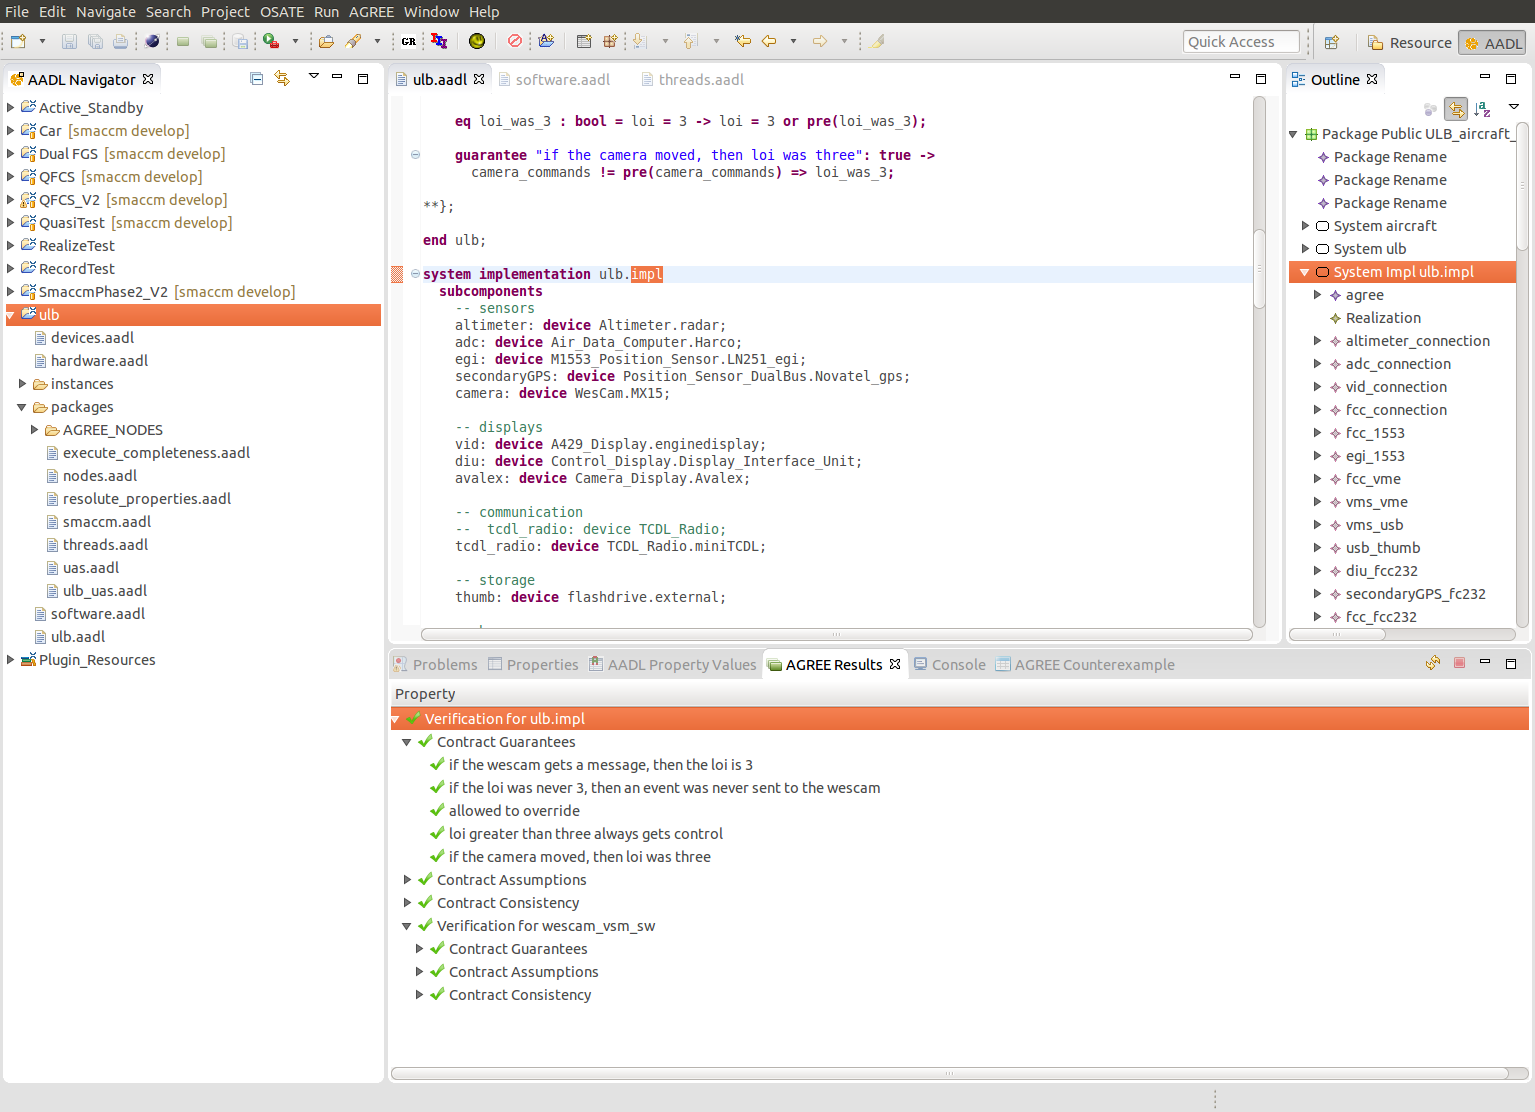 File Edit Navigate Search Project OSATE Run AGREE Window Help
GR
Quick Access
Resource
AADL
AADL Navigator
Active_Standby
Car [smaccm develop]
Dual FGS [smaccm develop]
QFCS [smaccm develop]
QFCS_V2 [smaccm develop]
QuasiTest [smaccm develop]
RealizeTest
RecordTest
SmaccmPhase2_V2 [smaccm develop]
ulb
devices.aadl
hardware.aadl
instances
packages
AGREE_NODES
execute_completeness.aadl
nodes.aadl
resolute_properties.aadl
smaccm.aadl
threads.aadl
uas.aadl
ulb_uas.aadl
software.aadl
ulb.aadl
Plugin_Resources
ulb.aadl software.aadl threads.aadl
eq loi_was_3 : bool = loi = 3 -> loi = 3 or pre(loi_was_3);
guarantee "if the camera moved, then loi was three": true ->
camera_commands != pre(camera_commands) => loi_was_3;
**};
end ulb;
system implementation ulb.impl
subcomponents
-- sensors
altimeter: device Altimeter.radar;
adc: device Air_Data_Computer.Harco;
egi: device M1553_Position_Sensor.LN251_egi;
secondaryGPS: device Position_Sensor_DualBus.Novatel_gps;
camera: device WesCam.MX15;
-- displays
vid: device A429_Display.enginedisplay;
diu: device Control_Display.Display_Interface_Unit;
avalex: device Camera_Display.Avalex;
-- communication
-- tcdl_radio: device TCDL_Radio;
tcdl_radio: device TCDL_Radio.miniTCDL;
-- storage
thumb: device flashdrive.external;
Outline
Package Public ULB_aircraft_
Package Rename
Package Rename
Package Rename
System aircraft
System ulb
System Impl ulb.impl
agree
Realization
altimeter_connection
adc_connection
vid_connection
fcc_connection
fcc_1553
egi_1553
fcc_vme
vms_vme
vms_usb
usb_thumb
diu_fcc232
secondaryGPS_fc232
fcc_fcc232
Problems Properties AADL Property Values AGREE Results Console AGREE Counterexample
Property
Verification for ulb.impl
Contract Guarantees
if the wescam gets a message, then the loi is 3
if the loi was never 3, then an event was never sent to the wescam
allowed to override
loi greater than three always gets control
if the camera moved, then loi was three
Contract Assumptions
Contract Consistency
Verification for wescam_vsm_sw
Contract Guarantees
Contract Assumptions
Contract Consistency